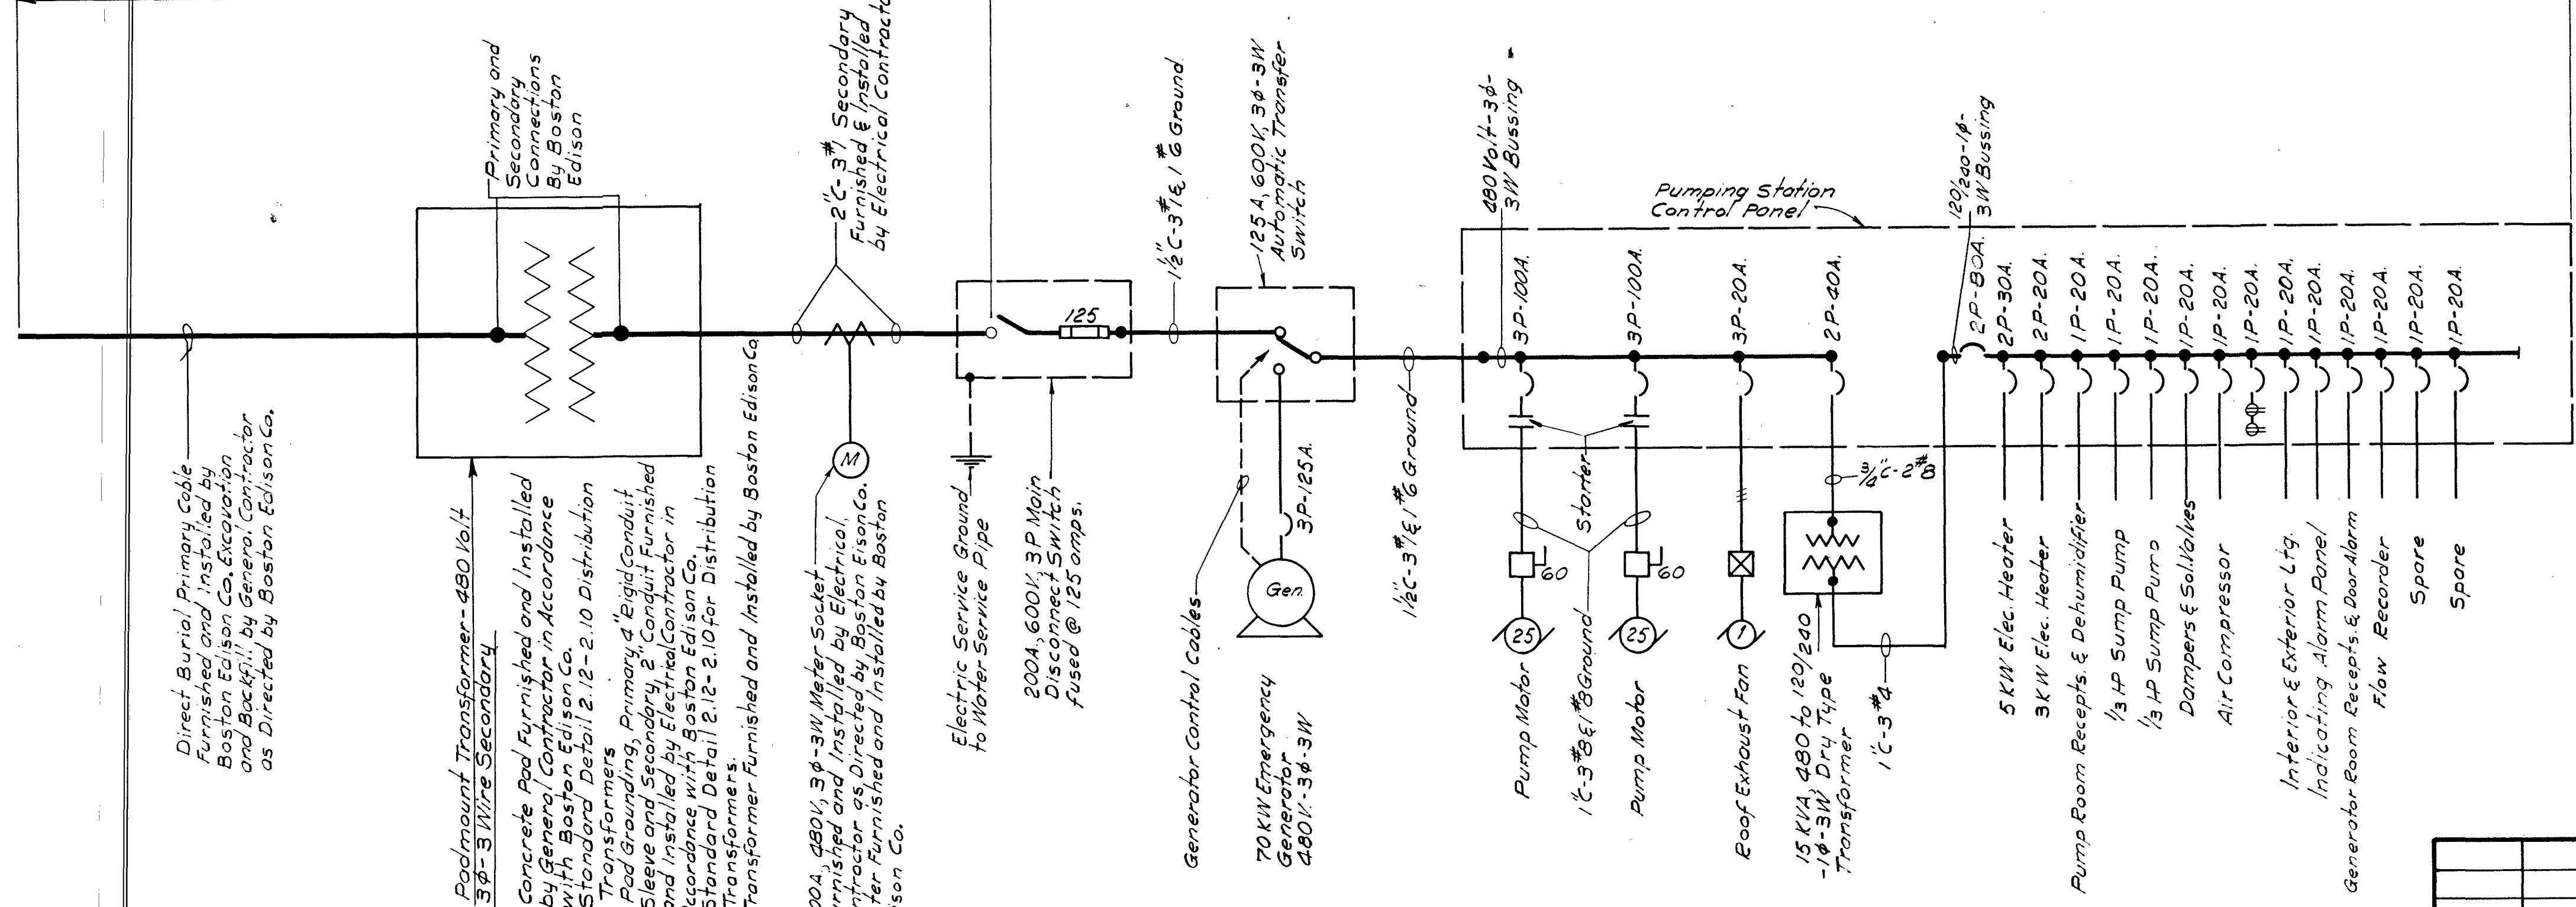 Direct Burial Primary Cable
Furnished and Installed by
Boston Edison Co. Excavation
and Backfill by General Contractor
as Directed by Boston Edison Co.
Primary and
Secondary
Connections
By Boston
Edison
Padmount Transformer-480 Volt
3ϕ-3 Wire Secondary
Concrete Pad Furnished and Installed
by General Contractor in Accordance
with Boston Edison Co.
Standard Detail 2.12-2.10 Distribution
Transformers
Pad Grounding, Primary 4" Rigid Conduit
Sleeve and Secondary, 2" Conduit Furnished
and Installed by Electrical Contractor in
ccordance with Boston Edison Co.
Standard Detail 2.12-2.10 for Distribution
Transformers.
Transformer Furnished and Installed by Boston Edison Co.
2"C-3#1 Secondary
Furnished & Installed
by Electrical Contracto
M
00A, 480V, 3ϕ-3W Meter Socket
urnished and Installed by Electrical
ntractor as Directed by Boston Eison Co.
ter Furnished and Installed by Boston
ison Co.
Electric Service Ground
to Water Service Pipe
125
200A, 600V, 3P Main
Disconnect Switch
fused @ 125 amps.
1½"C-3#1 & 1#6 Ground
125A, 600V, 3ϕ-3W
Automatic Transfer
Switch
Generator Control Cables
3P-125A.
Gen.
70 KW Emergency
Generator
480V.-3ϕ-3W
1½"C-3#1 & 1#6 Ground
480 Volt-3ϕ-
3W Bussing
Pumping Station
Control Panel
120/240-1ϕ-
3W Bussing
3P-100A.
3P-100A.
3P-20A.
2P-40A.
2P-80A.
2P-30A.
2P-20A.
1P-20A.
1P-20A.
1P-20A.
1P-20A.
1P-20A.
1P-20A.
1P-20A.
1P-20A.
1P-20A.
1P-20A.
1P-20A.
1P-20A.
Starter
60
60
25
25
1
Pump Motor
1"C-3#8 & 1#8 Ground
Pump Motor
Roof Exhaust Fan
¾"C-2#8
15 KVA, 480 to 120/240
-1ϕ-3W, Dry Type
Transformer
1"C-3#4
5 KW Elec. Heater
3 KW Elec. Heater
Pump Room Recepts. & Dehumidifier
1/3 HP Sump Pump
1/3 HP Sump Pump
Dampers & Sol. Valves
Air Compressor
Interior & Exterior Ltg.
Indicating Alarm Panel
Generator Room Recepts. & Door Alarm
Flow Recorder
Spare
Spare